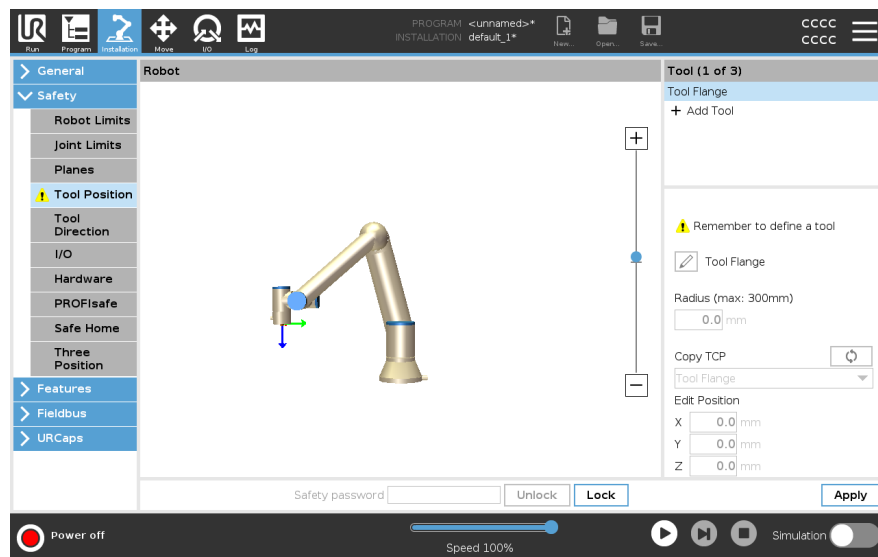 UR
PROGRAM <unnamed>*
INSTALLATION default_1*
CCCC
CCCC
Run Program Installation Move I/O Log New... Open... Save...
General
Safety
Robot Limits
Joint Limits
Planes
Tool Position
Tool
Direction
I/O
Hardware
PROFIsafe
Safe Home
Three
Position
Features
Fieldbus
URCaps
Robot
Tool (1 of 3)
Tool Flange
+ Add Tool
Remember to define a tool
Tool Flange
Radius (max: 300mm)
0.0 mm
Copy TCP
Tool Flange
Edit Position
X 0.0 mm
Y 0.0 mm
Z 0.0 mm
Safety password Unlock Lock Apply
Power off
Speed 100%
Simulation